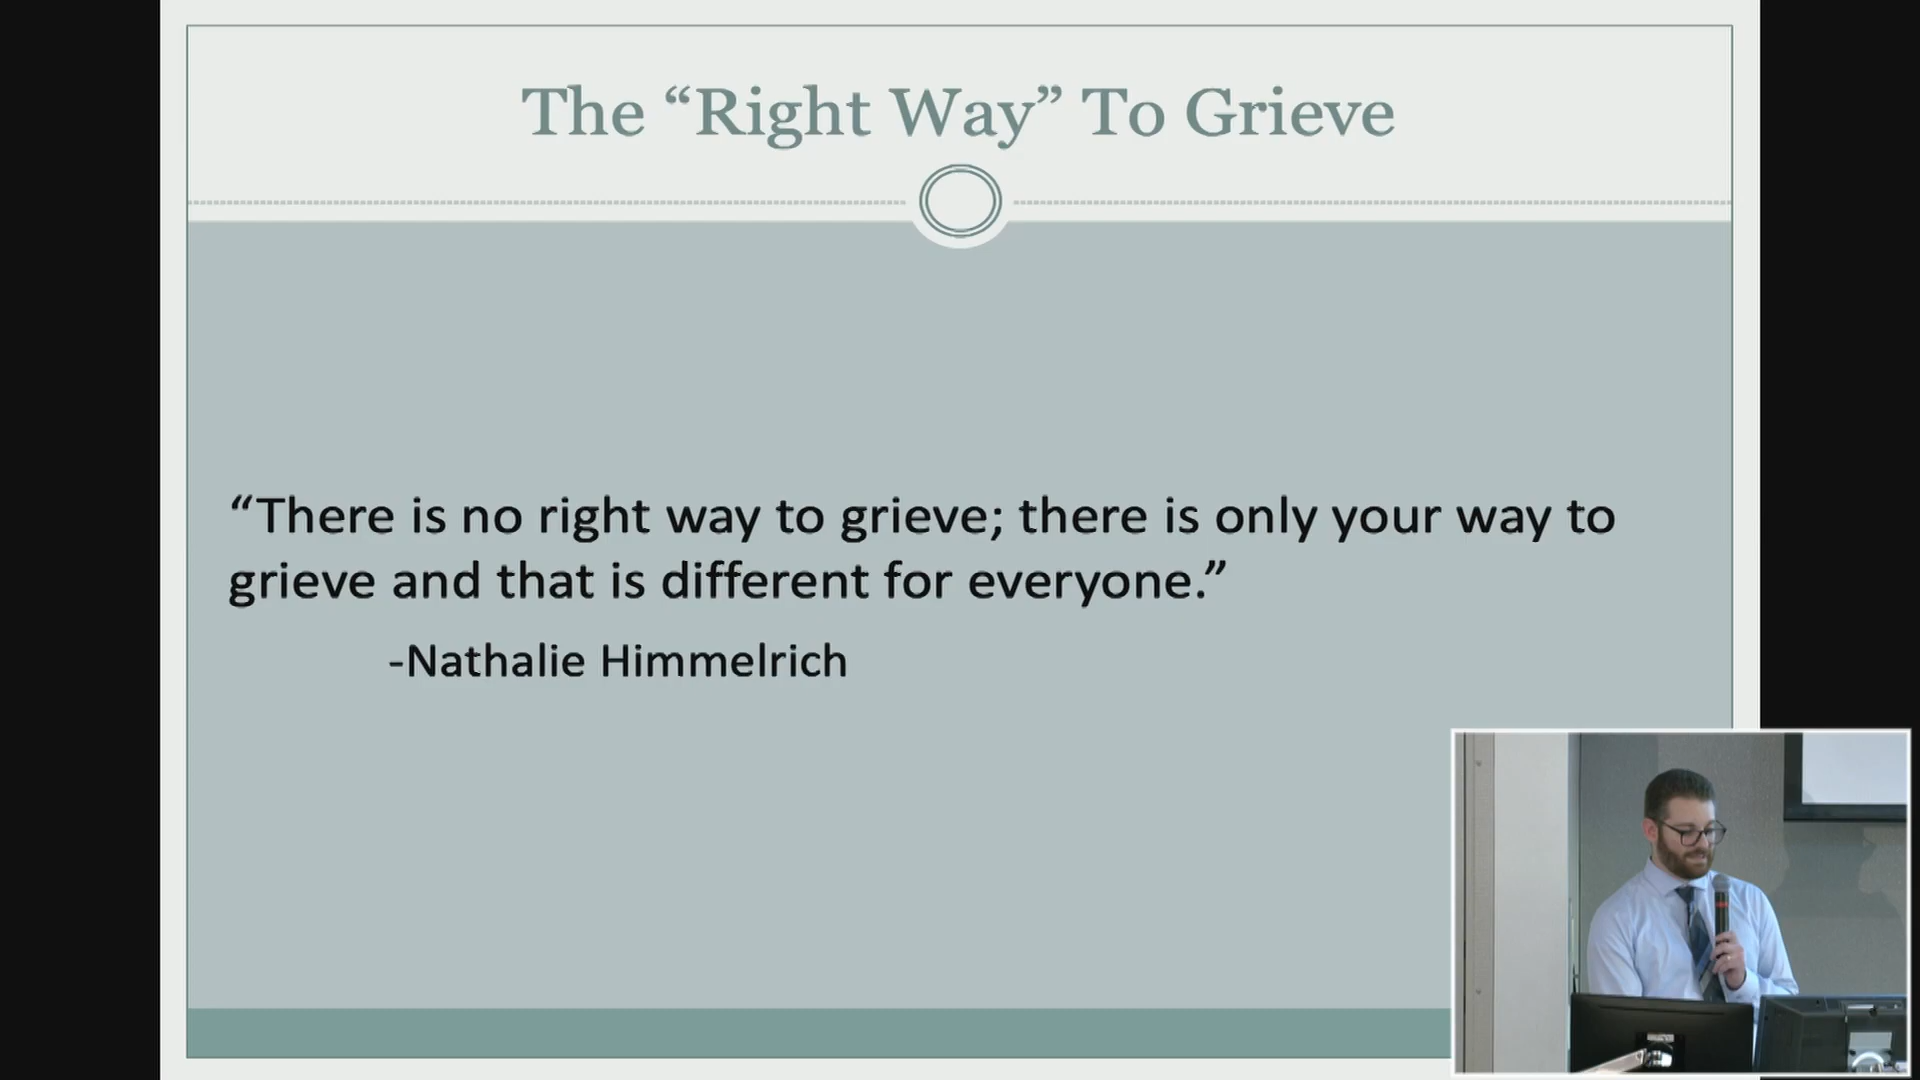 The “Right Way” To Grieve
“There is no right way to grieve; there is only your way to
grieve and that is different for everyone.”
-Nathalie Himmelrich